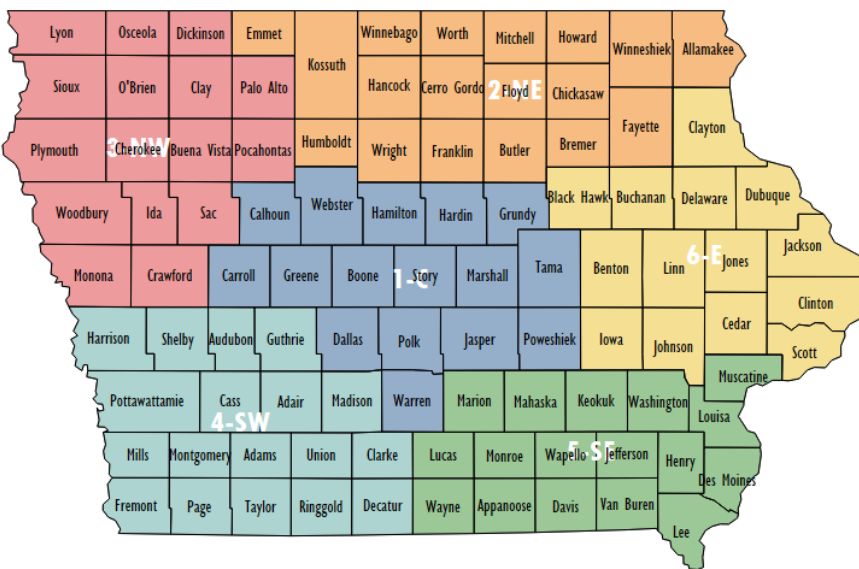 Lyon Osceola Dickinson Emmet Winnebago Worth Mitchell Howard Winneshiek Allamakee
Kossuth
Sioux O'Brien Clay Palo Alto Hancock Cerro Gordo Floyd Chickasaw
2-NE
Fayette Clayton
Plymouth Cherokee Buena Vista Pocahontas Humboldt Wright Franklin Butler Bremer
3-NW
Black Hawk Buchanan Delaware Dubuque
Woodbury Ida Sac Calhoun Webster Hamilton Hardin Grundy
Jackson
Monona Crawford Carroll Greene Boone Story Marshall Tama Benton Linn Jones
1-C
6-E
Clinton
Harrison Shelby Audubon Guthrie Dallas Polk Jasper Poweshiek Iowa Johnson Cedar Scott
Muscatine
Pottawattamie Cass Adair Madison Warren Marion Mahaska Keokuk Washington Louisa
4-SW
5-SE
Mills Montgomery Adams Union Clarke Lucas Monroe Wapello Jefferson Henry Des Moines
Fremont Page Taylor Ringgold Decatur Wayne Appanoose Davis Van Buren Lee